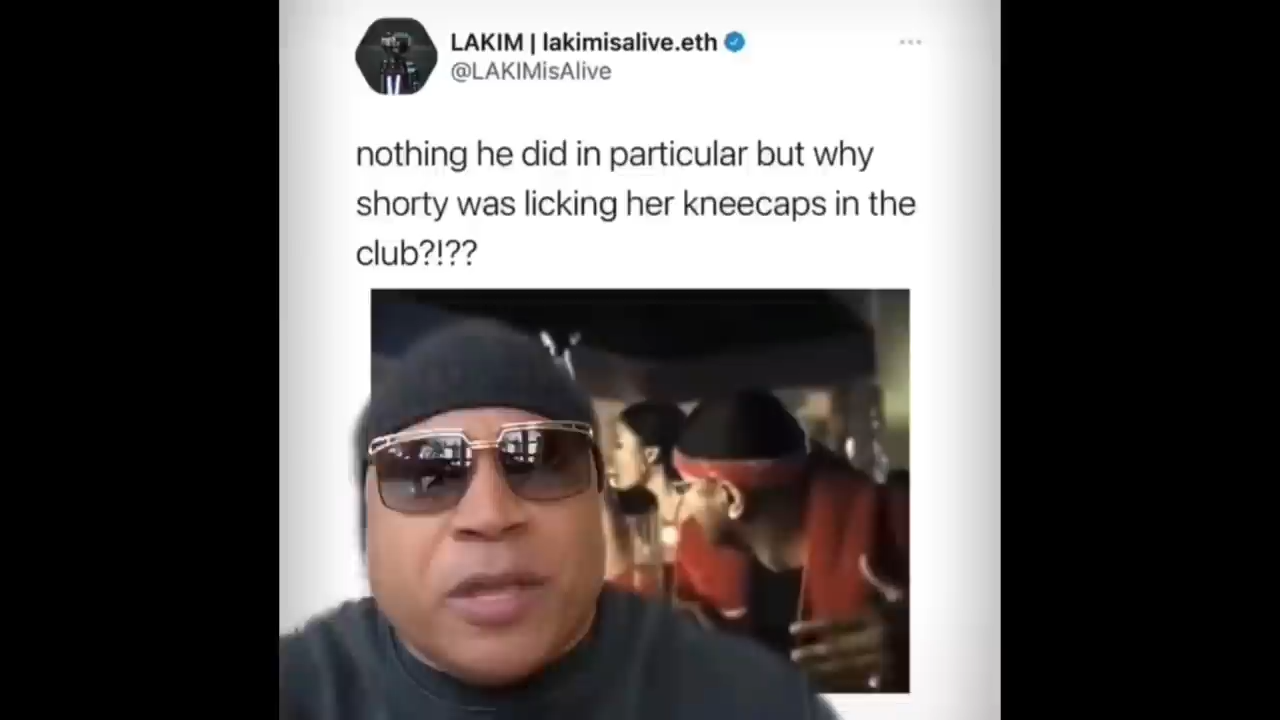 LAKIM | lakimisalive.eth
@LAKIMisAlive
nothing he did in particular but why
shorty was licking her kneecaps in the
club?!??